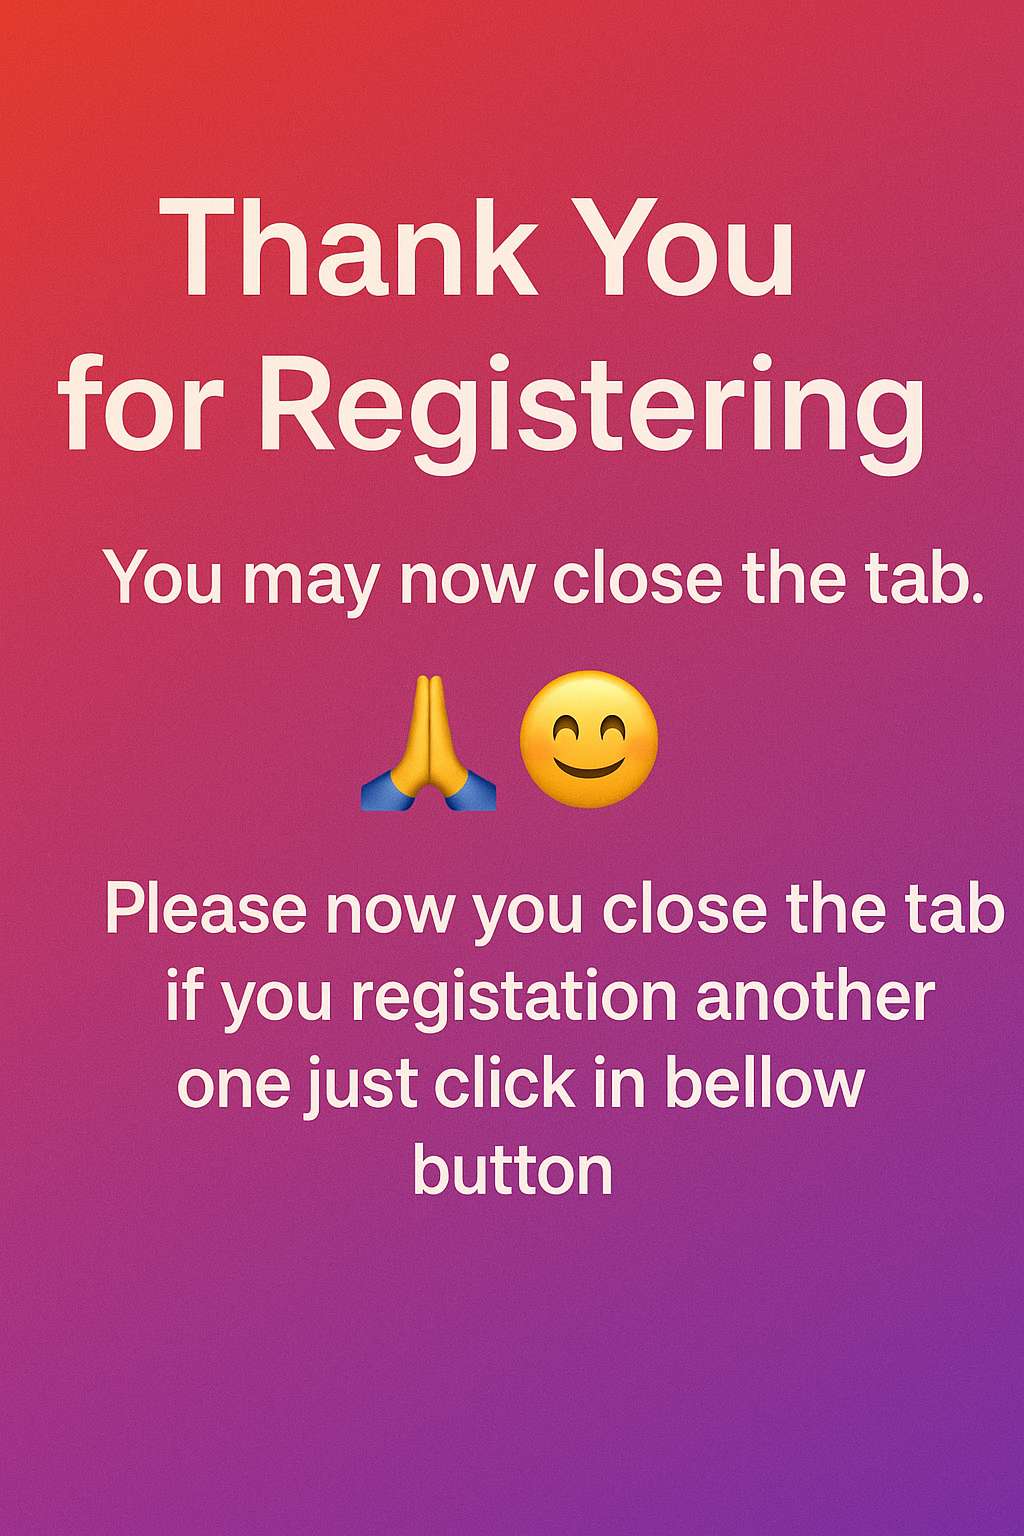 Thank You
for Registering
You may now close the tab.
🙏😊
Please now you close the tab
if you registation another
one just click in bellow
button